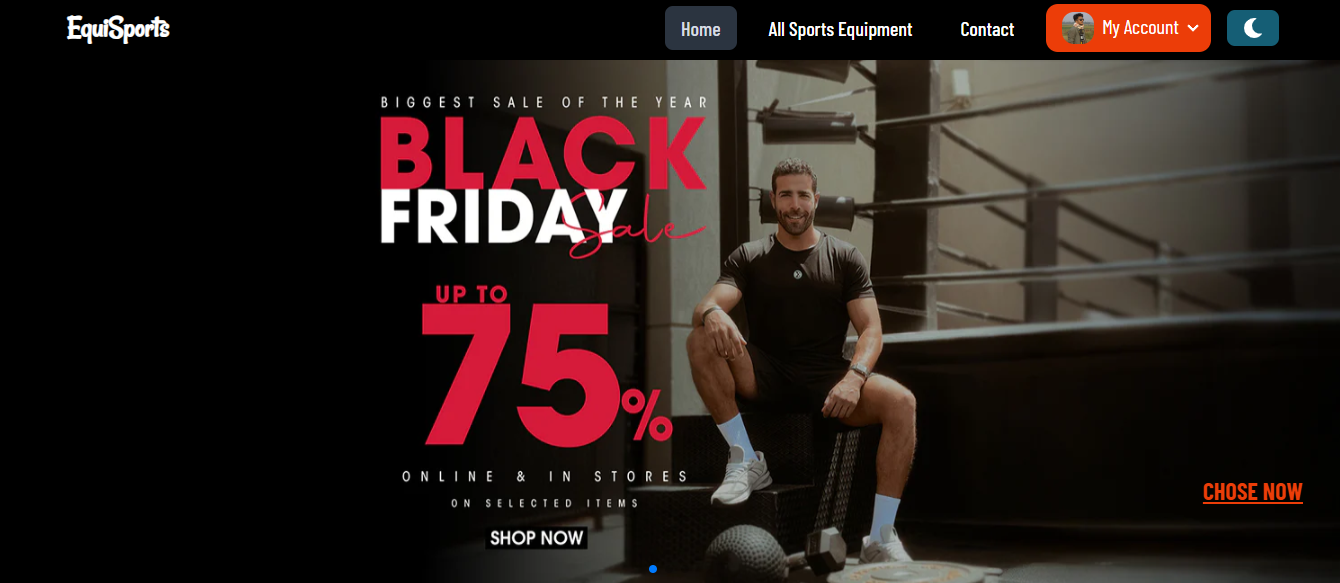 EquiSports
Home
All Sports Equipment
Contact
My Account
BIGGEST SALE OF THE YEAR
BLACK
FRIDAY
Sale
UP TO
75%
ONLINE & IN STORES
ON SELECTED ITEMS
SHOP NOW
CHOSE NOW